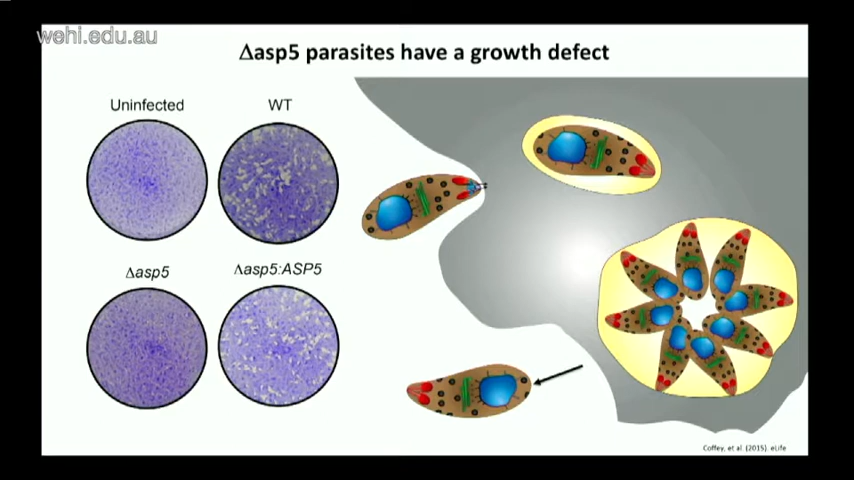 wehi.edu.au
Δasp5 parasites have a growth defect
Uninfected
WT
Δasp5
Δasp5:ASP5
Coffey, et al. (2015). eLife